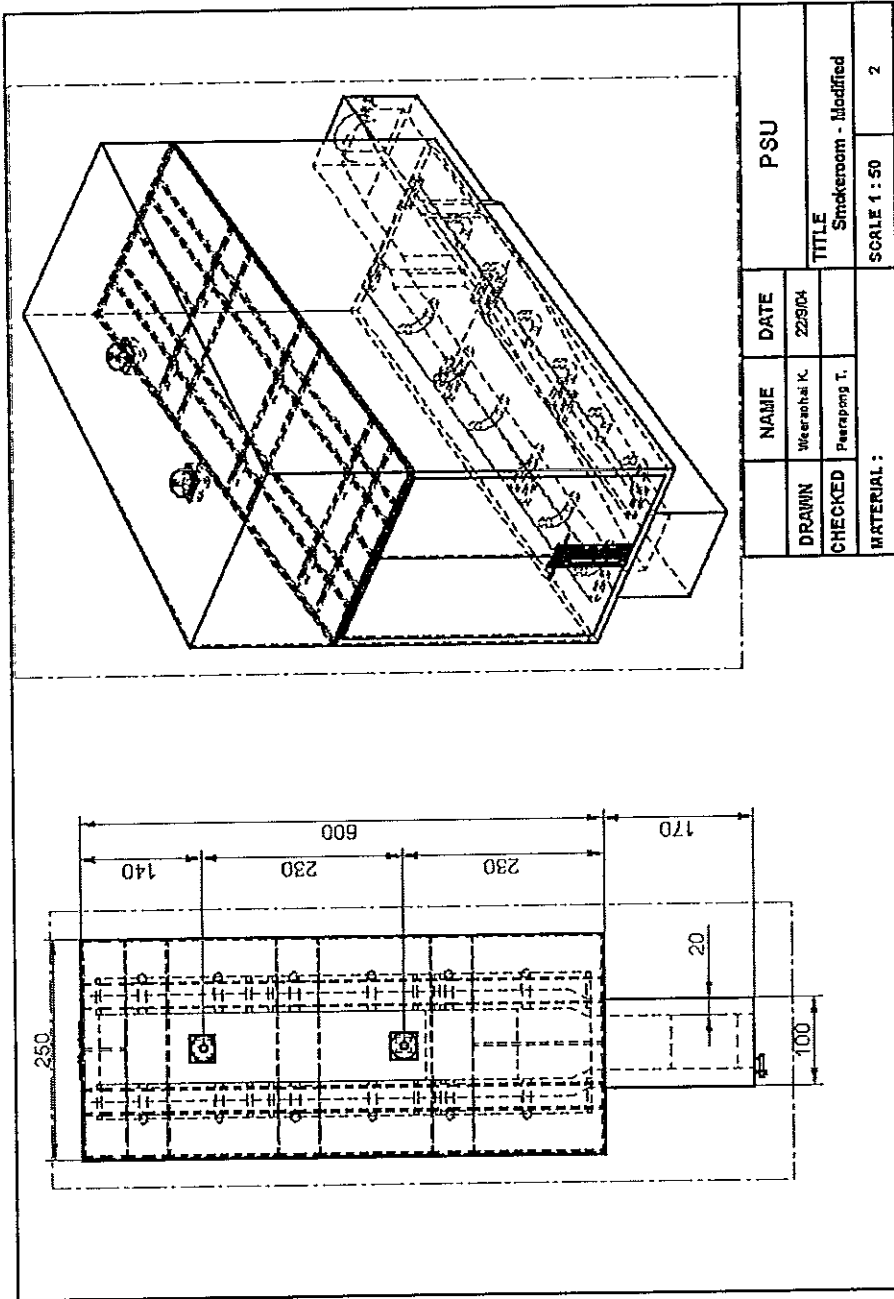 250
140
230
230
600
170
20
100
PSU
NAME DATE
DRAWN Weerachai K. 22/9/04
CHECKED Peerapong T.
TITLE
Smokeroom - Modified
MATERIAL :
SCALE 1 : 50
2